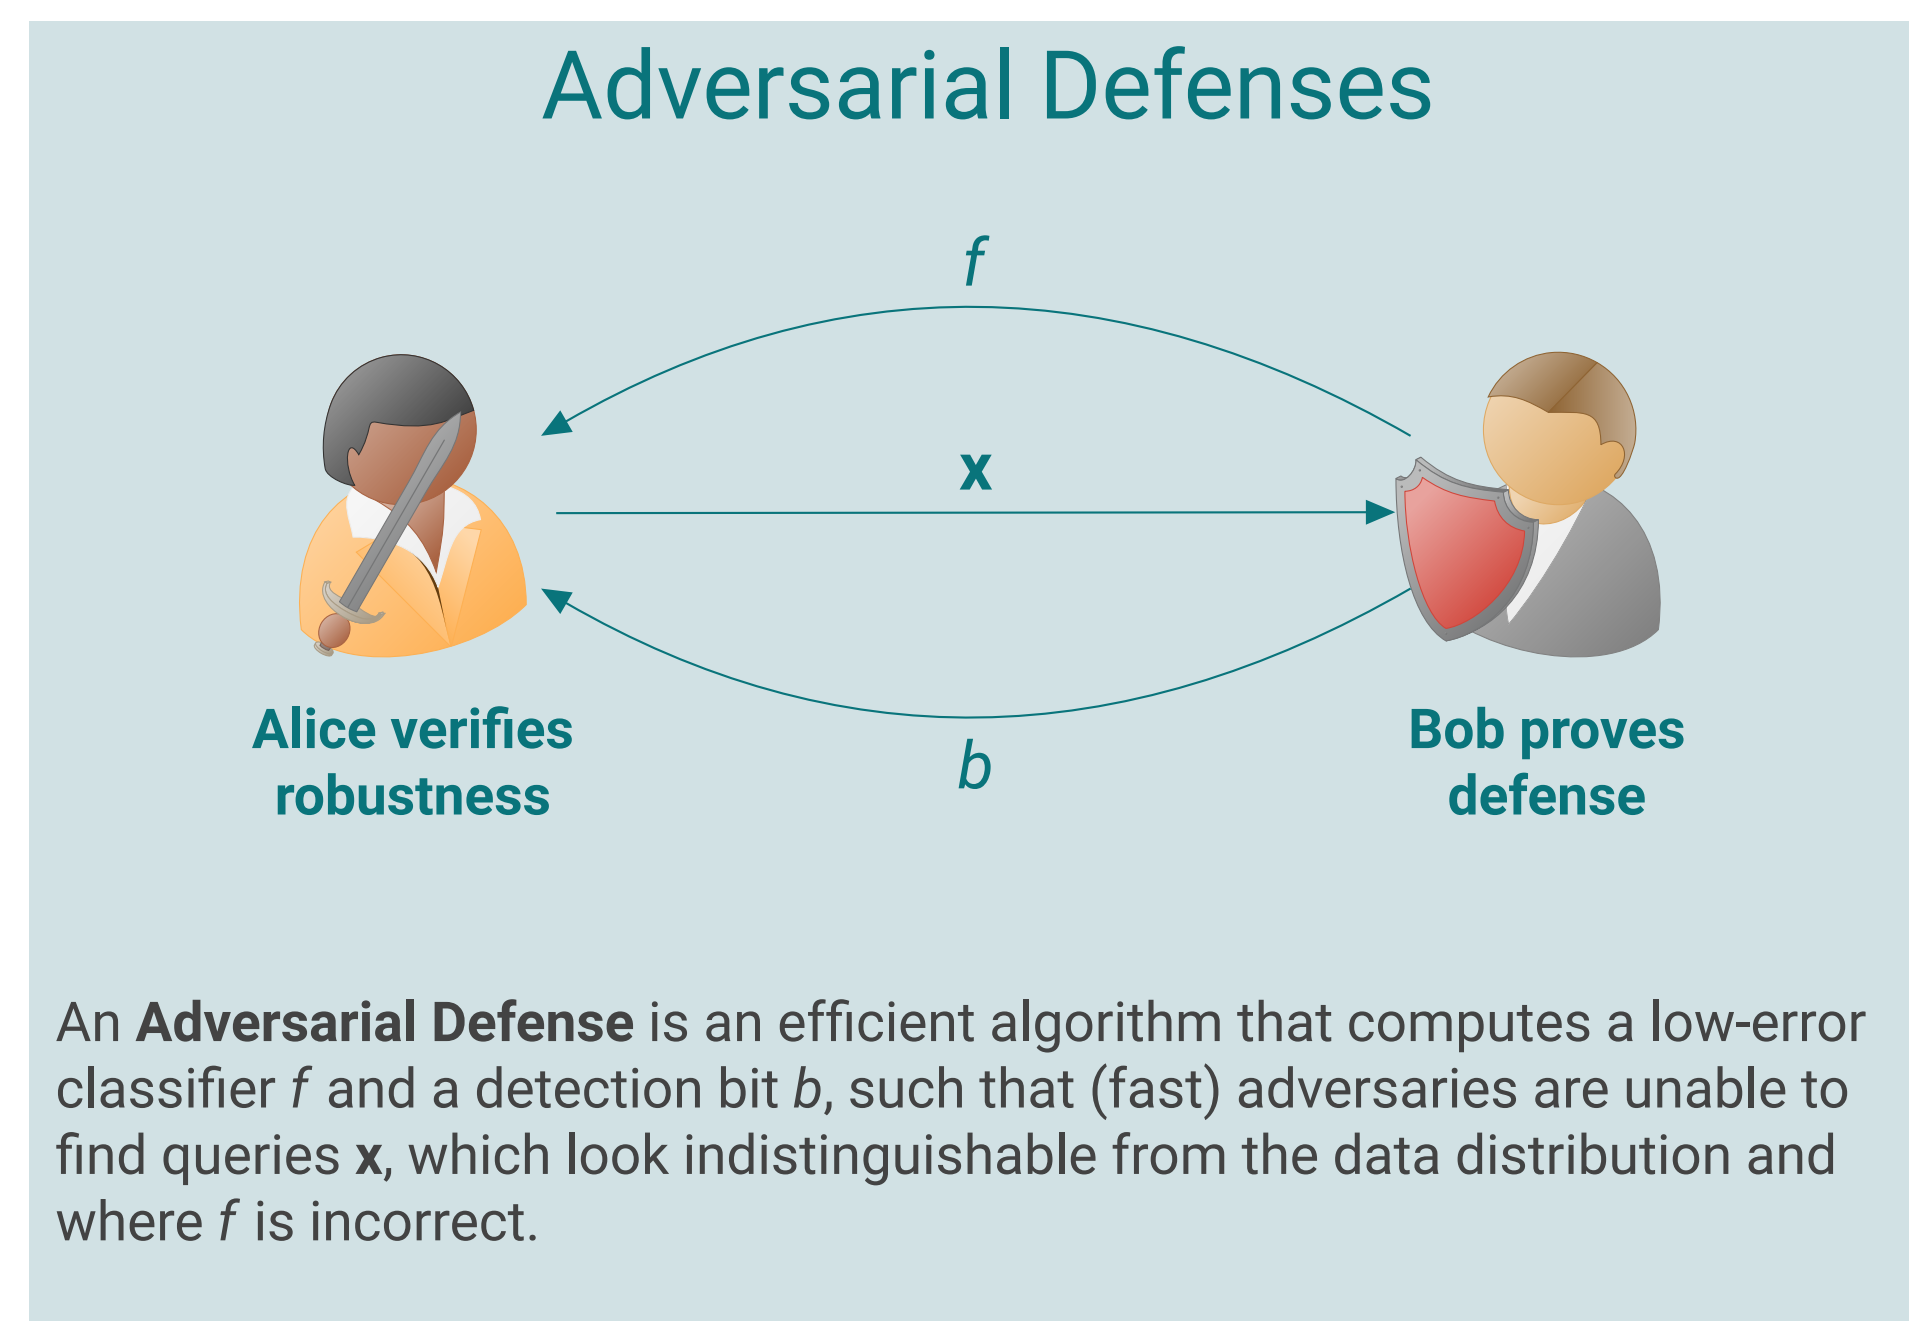 Adversarial Defenses
f
x
b
Alice verifies
robustness
Bob proves
defense
An Adversarial Defense is an efficient algorithm that computes a low-error
classifier f and a detection bit b, such that (fast) adversaries are unable to
find queries x, which look indistinguishable from the data distribution and
where f is incorrect.